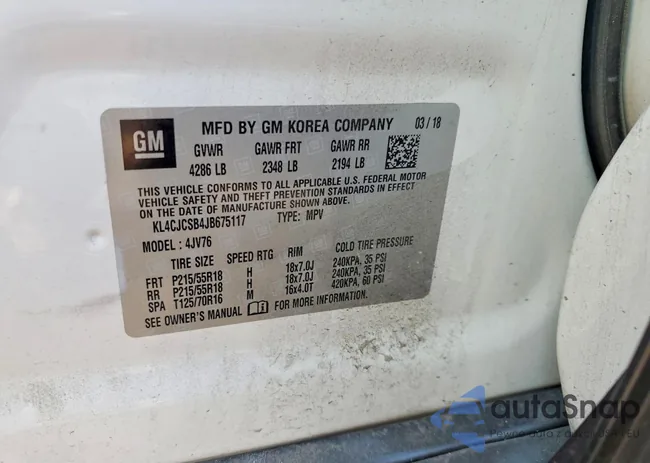 GM
MFD BY GM KOREA COMPANY 03/18
GVWR GAWR FRT GAWR RR
4286 LB 2348 LB 2194 LB
THIS VEHICLE CONFORMS TO ALL APPLICABLE U.S. FEDERAL MOTOR
VEHICLE SAFETY AND THEFT PREVENTION STANDARDS IN EFFECT
ON THE DATE OF MANUFACTURE SHOWN ABOVE.
KL4CJCSB4JB675117 TYPE: MPV
MODEL: 4JV76
TIRE SIZE SPEED RTG RIM COLD TIRE PRESSURE
FRT P215/55R18 H 18x7.0J 240KPA, 35 PSI
RR P215/55R18 H 18x7.0J 240KPA, 35 PSI
SPA T125/70R16 M 16x4.0T 420KPA, 60 PSI
SEE OWNER'S MANUAL FOR MORE INFORMATION.
autaSnap